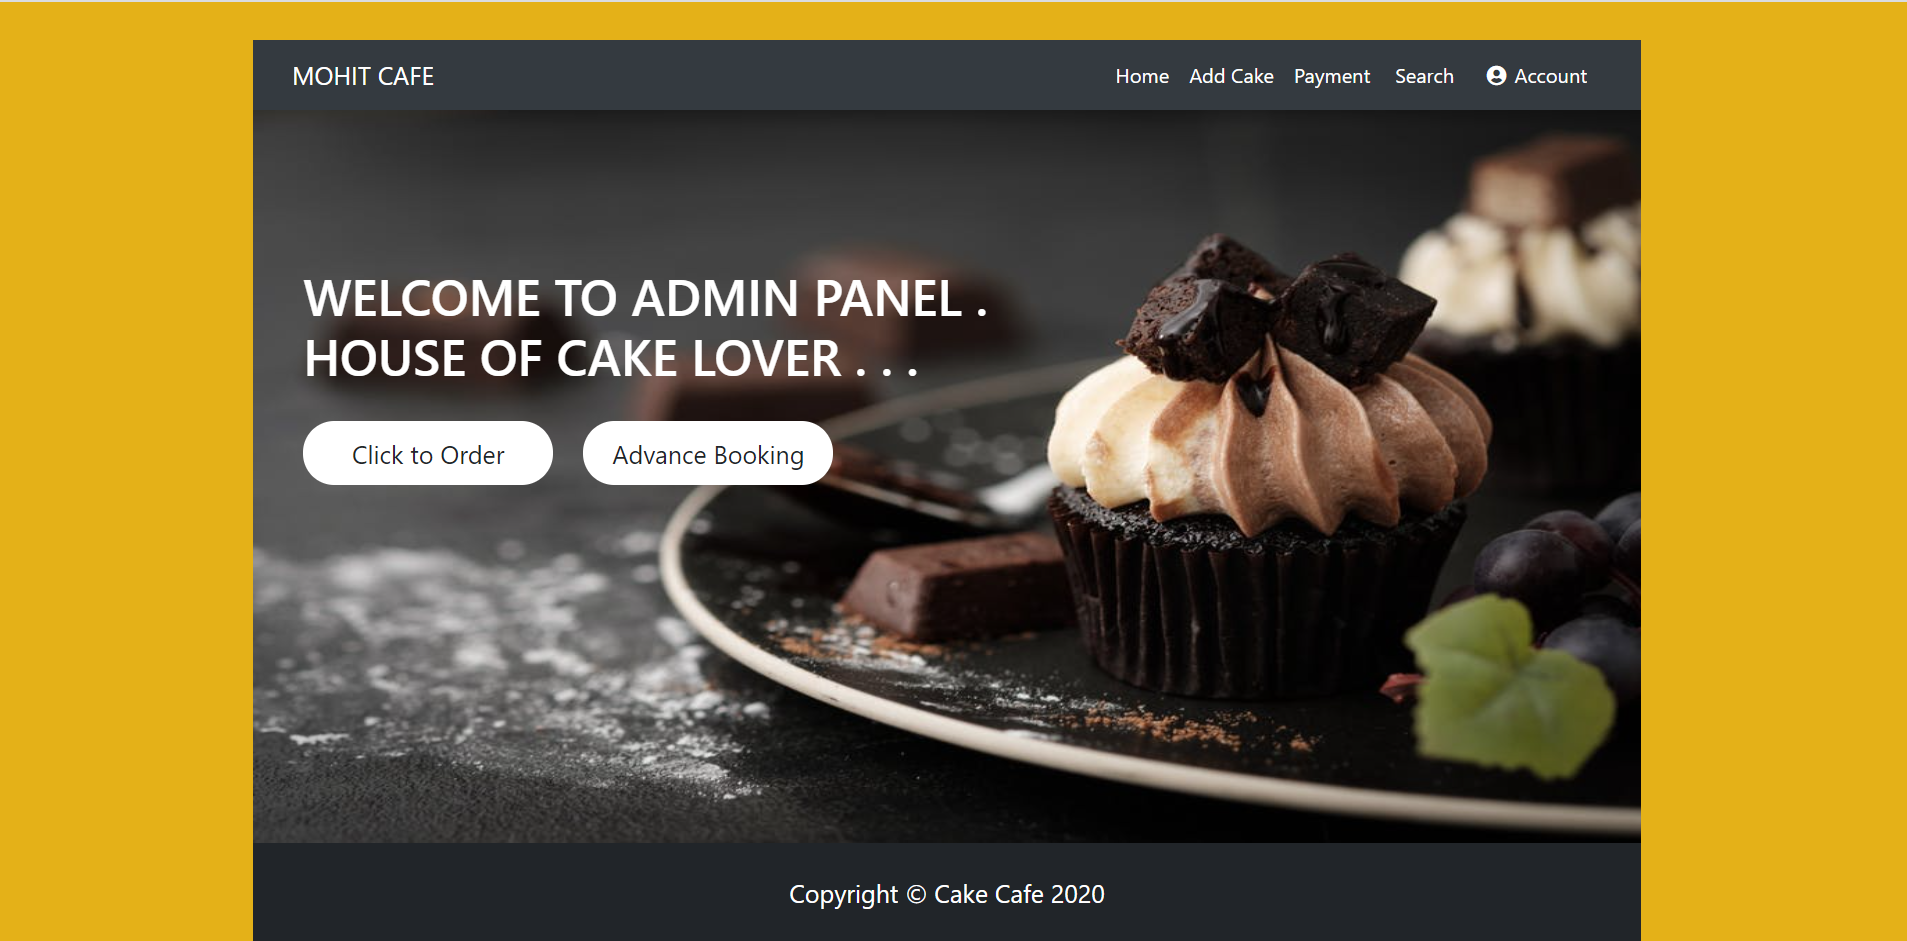 MOHIT CAFE
Home Add Cake Payment Search Account
WELCOME TO ADMIN PANEL .
HOUSE OF CAKE LOVER . . .
Click to Order
Advance Booking
Copyright © Cake Cafe 2020